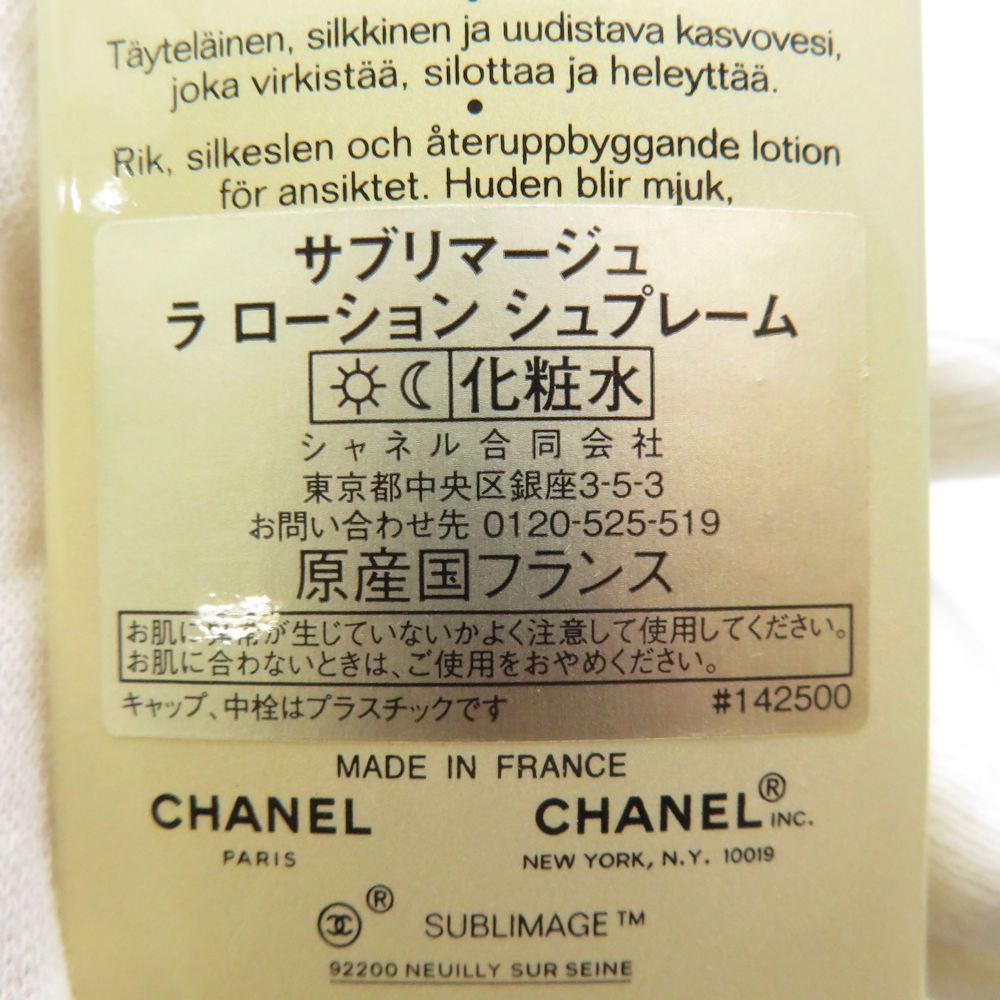 Täyteläinen, silkkinen ja uudistava kasvovesi,
joka virkistää, silottaa ja heleyttää.
•
Rik, silkeslen och återuppbyggande lotion
för ansiktet. Huden blir mjuk,
サブリマージュ
ラ ローション シュプレーム
化粧水
シャネル合同会社
東京都中央区銀座3-5-3
お問い合わせ先 0120-525-519
原産国フランス
お肌に異常が生じていないかよく注意して使用してください。
お肌に合わないときは、ご使用をおやめください。
キャップ、中栓はプラスチックです #142500
MADE IN FRANCE
CHANEL CHANEL® INC.
PARIS NEW YORK, N.Y. 10019
® SUBLIMAGE™
92200 NEUILLY SUR SEINE